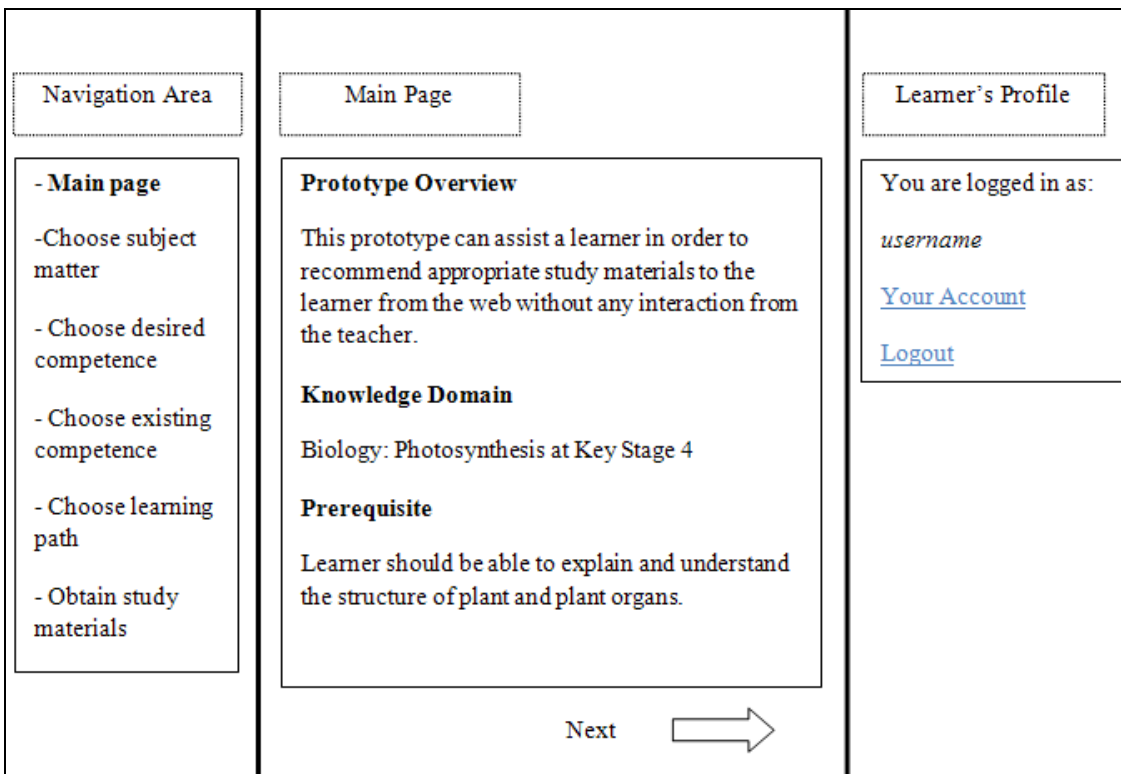 Navigation Area
- Main page
-Choose subject
matter
- Choose desired
competence
- Choose existing
competence
- Choose learning
path
- Obtain study
materials
Main Page
Prototype Overview
This prototype can assist a learner in order to
recommend appropriate study materials to the
learner from the web without any interaction from
the teacher.
Knowledge Domain
Biology: Photosynthesis at Key Stage 4
Prerequisite
Learner should be able to explain and understand
the structure of plant and plant organs.
Next
Learner’s Profile
You are logged in as:
username
Your Account
Logout